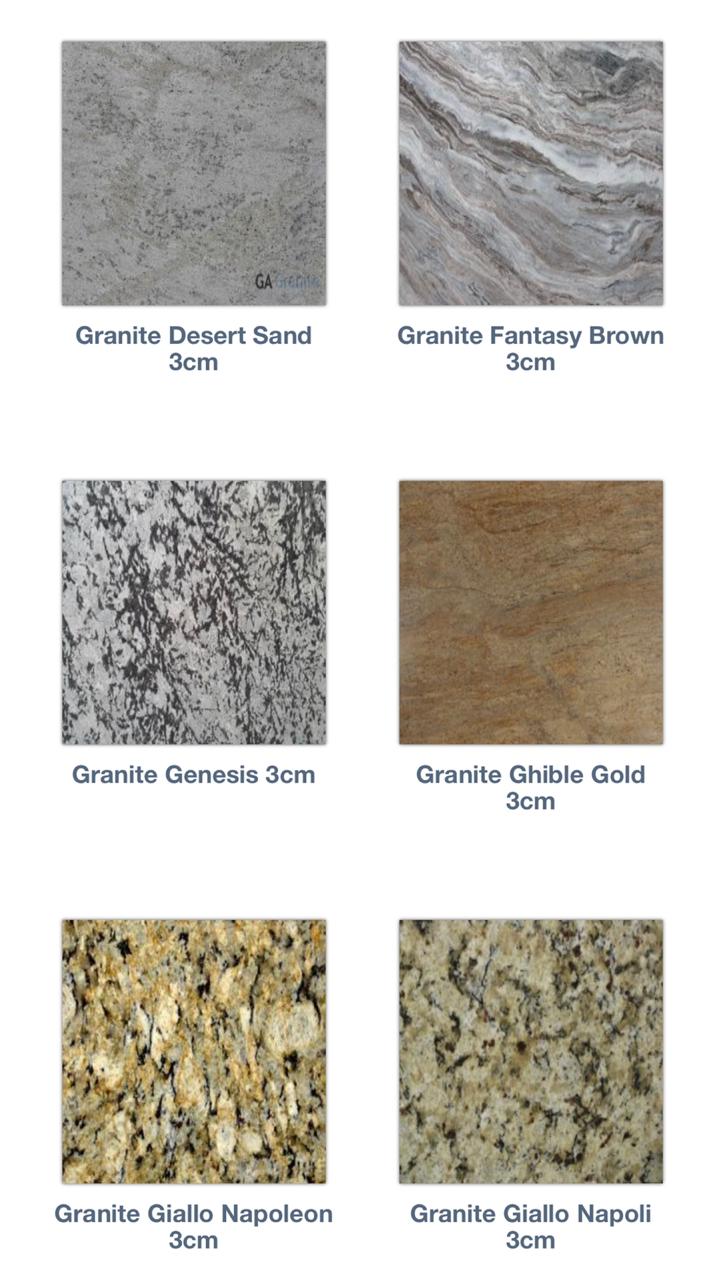 GA Granite
Granite Desert Sand
3cm
Granite Fantasy Brown
3cm
Granite Genesis 3cm
Granite Ghible Gold
3cm
Granite Giallo Napoleon
3cm
Granite Giallo Napoli
3cm